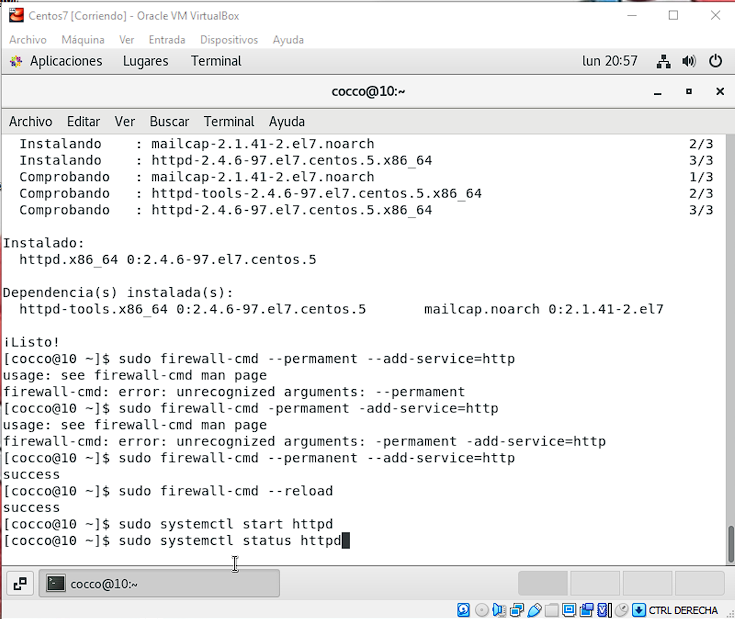 Centos7 [Corriendo] - Oracle VM VirtualBox
Archivo Máquina Ver Entrada Dispositivos Ayuda
Aplicaciones Lugares Terminal lun 20:57
cocco@10:~
Archivo Editar Ver Buscar Terminal Ayuda
Instalando : mailcap-2.1.41-2.el7.noarch 2/3
Instalando : httpd-2.4.6-97.el7.centos.5.x86_64 3/3
Comprobando : mailcap-2.1.41-2.el7.noarch 1/3
Comprobando : httpd-tools-2.4.6-97.el7.centos.5.x86_64 2/3
Comprobando : httpd-2.4.6-97.el7.centos.5.x86_64 3/3
Instalado:
httpd.x86_64 0:2.4.6-97.el7.centos.5
Dependencia(s) instalada(s):
httpd-tools.x86_64 0:2.4.6-97.el7.centos.5 mailcap.noarch 0:2.1.41-2.el7
¡Listo!
[cocco@10 ~]$ sudo firewall-cmd --permament --add-service=http
usage: see firewall-cmd man page
firewall-cmd: error: unrecognized arguments: --permament
[cocco@10 ~]$ sudo firewall-cmd -permament -add-service=http
usage: see firewall-cmd man page
firewall-cmd: error: unrecognized arguments: -permament -add-service=http
[cocco@10 ~]$ sudo firewall-cmd --permanent --add-service=http
success
[cocco@10 ~]$ sudo firewall-cmd --reload
success
[cocco@10 ~]$ sudo systemctl start httpd
[cocco@10 ~]$ sudo systemctl status httpd
cocco@10:~
CTRL DERECHA